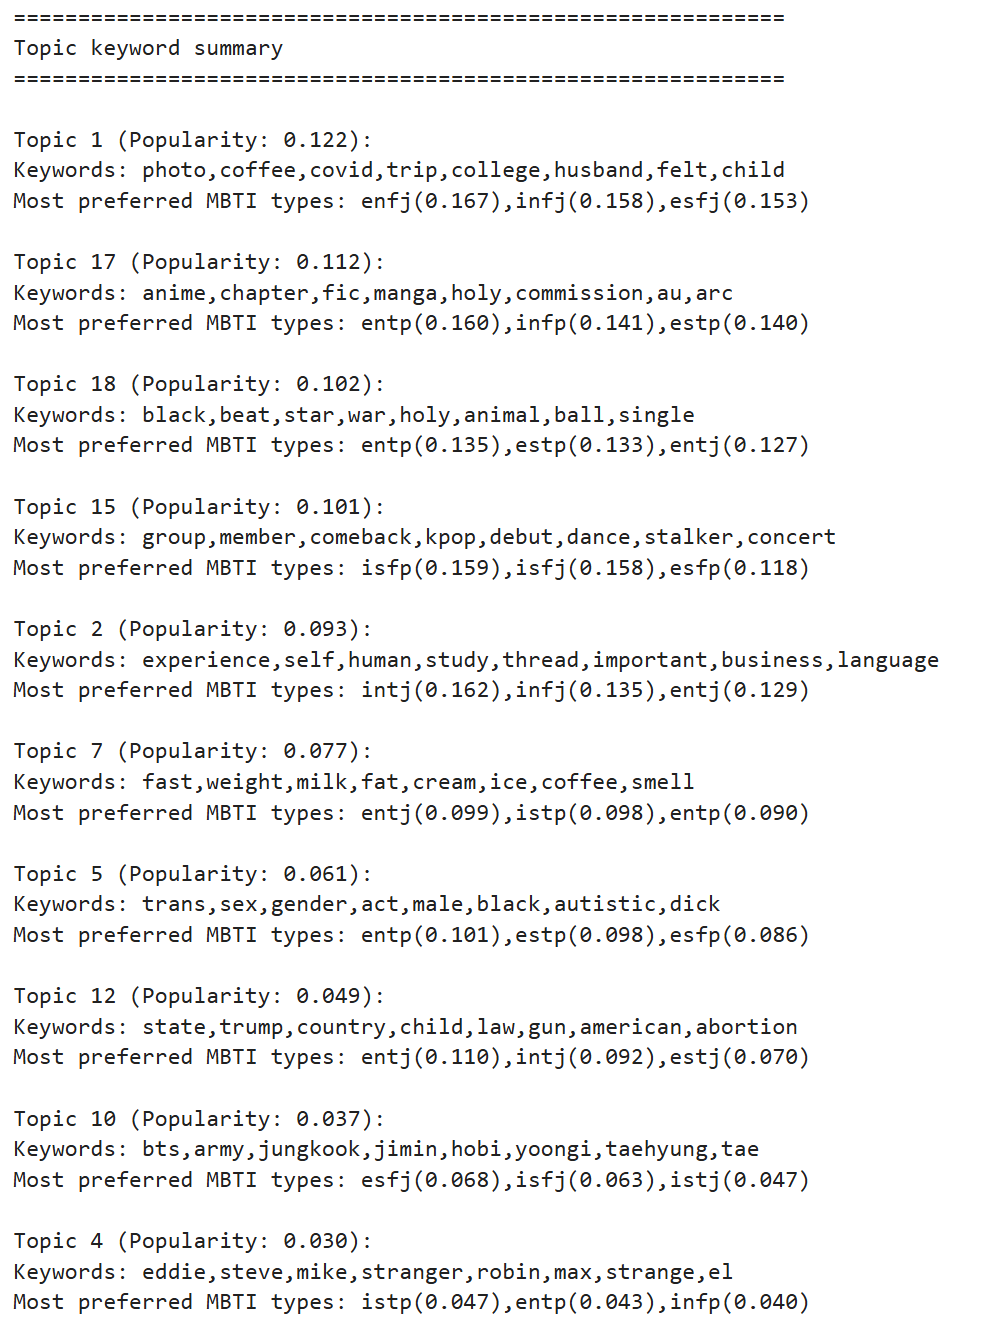 ============================================================
Topic keyword summary
============================================================
Topic 1 (Popularity: 0.122):
Keywords: photo,coffee,covid,trip,college,husband,felt,child
Most preferred MBTI types: enfj(0.167),infj(0.158),esfj(0.153)
Topic 17 (Popularity: 0.112):
Keywords: anime,chapter,fic,manga,holy,commission,au,arc
Most preferred MBTI types: entp(0.160),infp(0.141),estp(0.140)
Topic 18 (Popularity: 0.102):
Keywords: black,beat,star,war,holy,animal,ball,single
Most preferred MBTI types: entp(0.135),estp(0.133),entj(0.127)
Topic 15 (Popularity: 0.101):
Keywords: group,member,comeback,kpop,debut,dance,stalker,concert
Most preferred MBTI types: isfp(0.159),isfj(0.158),esfp(0.118)
Topic 2 (Popularity: 0.093):
Keywords: experience,self,human,study,thread,important,business,language
Most preferred MBTI types: intj(0.162),infj(0.135),entj(0.129)
Topic 7 (Popularity: 0.077):
Keywords: fast,weight,milk,fat,cream,ice,coffee,smell
Most preferred MBTI types: entj(0.099),istp(0.098),entp(0.090)
Topic 5 (Popularity: 0.061):
Keywords: trans,sex,gender,act,male,black,autistic,dick
Most preferred MBTI types: entp(0.101),estp(0.098),esfp(0.086)
Topic 12 (Popularity: 0.049):
Keywords: state,trump,country,child,law,gun,american,abortion
Most preferred MBTI types: entj(0.110),intj(0.092),estj(0.070)
Topic 10 (Popularity: 0.037):
Keywords: bts,army,jungkook,jimin,hobi,yoongi,taehyung,tae
Most preferred MBTI types: esfj(0.068),isfj(0.063),istj(0.047)
Topic 4 (Popularity: 0.030):
Keywords: eddie,steve,mike,stranger,robin,max,strange,el
Most preferred MBTI types: istp(0.047),entp(0.043),infp(0.040)